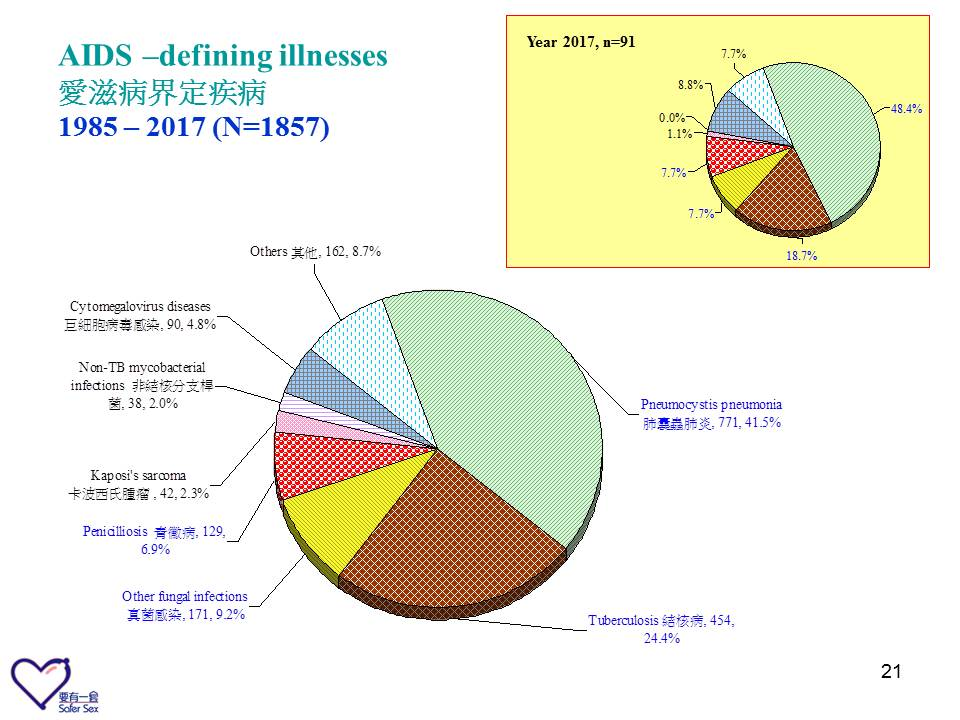 AIDS –defining illnesses
愛滋病界定疾病
1985 – 2017 (N=1857)
Year 2017, n=91
7.7%
8.8%
0.0%
1.1%
7.7%
7.7%
48.4%
18.7%
Others 其他, 162, 8.7%
Cytomegalovirus diseases
巨細胞病毒感染, 90, 4.8%
Non-TB mycobacterial
infections 非結核分支桿
菌, 38, 2.0%
Kaposi's sarcoma
卡波西氏腫瘤 , 42, 2.3%
Penicilliosis 青黴病, 129,
6.9%
Other fungal infections
真菌感染, 171, 9.2%
Pneumocystis pneumonia
肺囊蟲肺炎, 771, 41.5%
Tuberculosis 結核病, 454,
24.4%
要有一套
Safer Sex
21